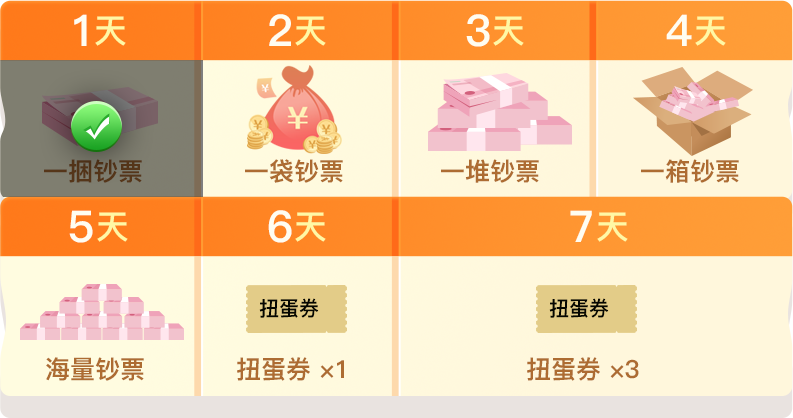 1天
2天
3天
4天
一捆钞票
¥
¥
¥
¥
¥
一袋钞票
一堆钞票
一箱钞票
5天
6天
7天
海量钞票
扭蛋券
扭蛋券 ×1
扭蛋券
扭蛋券 ×3